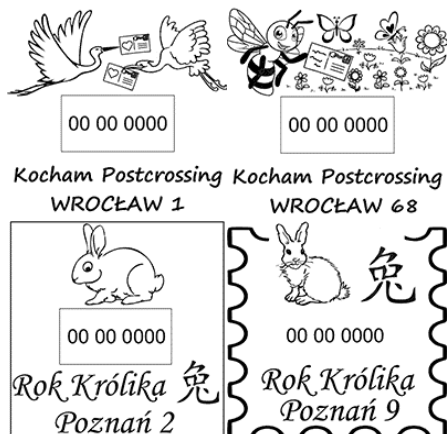 00 00 0000
Kocham Postcrossing
WROCŁAW 1
00 00 0000
Kocham Postcrossing
WROCŁAW 68
00 00 0000
Rok Królika 兔
Poznań 2
兔
00 00 0000
Rok Królika
Poznań 9